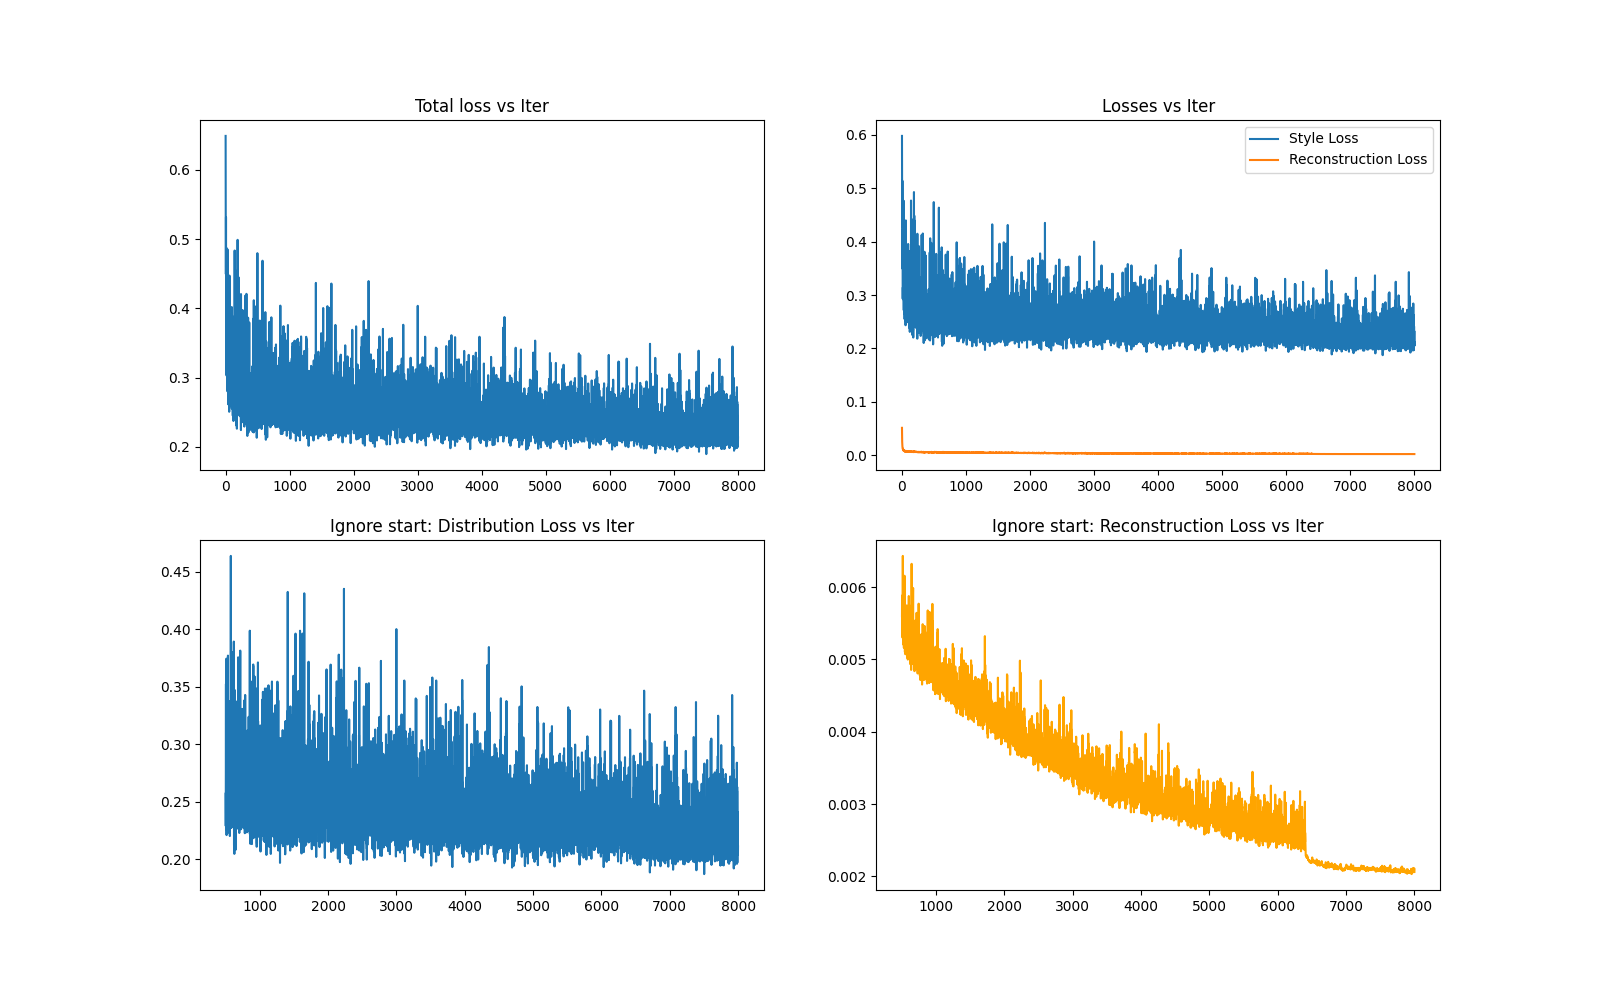 Total loss vs Iter
0.6
0.5
0.4
0.3
0.2
0 1000 2000 3000 4000 5000 6000 7000 8000
Losses vs Iter
Style Loss
Reconstruction Loss
0.6
0.5
0.4
0.3
0.2
0.1
0.0
0 1000 2000 3000 4000 5000 6000 7000 8000
Ignore start: Distribution Loss vs Iter
0.45
0.40
0.35
0.30
0.25
0.20
1000 2000 3000 4000 5000 6000 7000 8000
Ignore start: Reconstruction Loss vs Iter
0.006
0.005
0.004
0.003
0.002
1000 2000 3000 4000 5000 6000 7000 8000